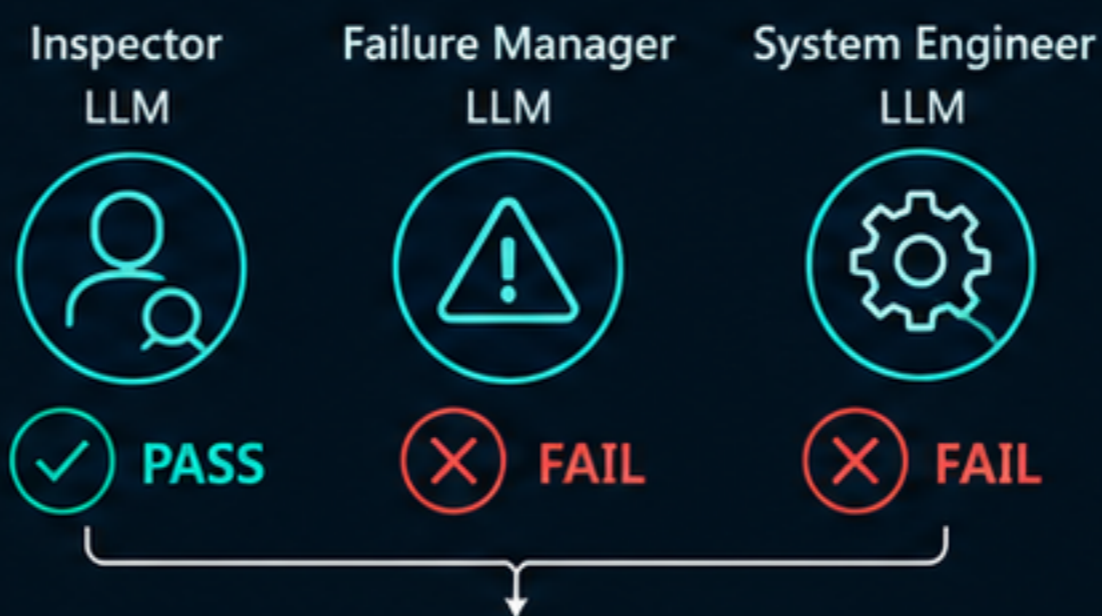 Inspector
LLM
Failure Manager
LLM
System Engineer
LLM
PASS
FAIL
FAIL